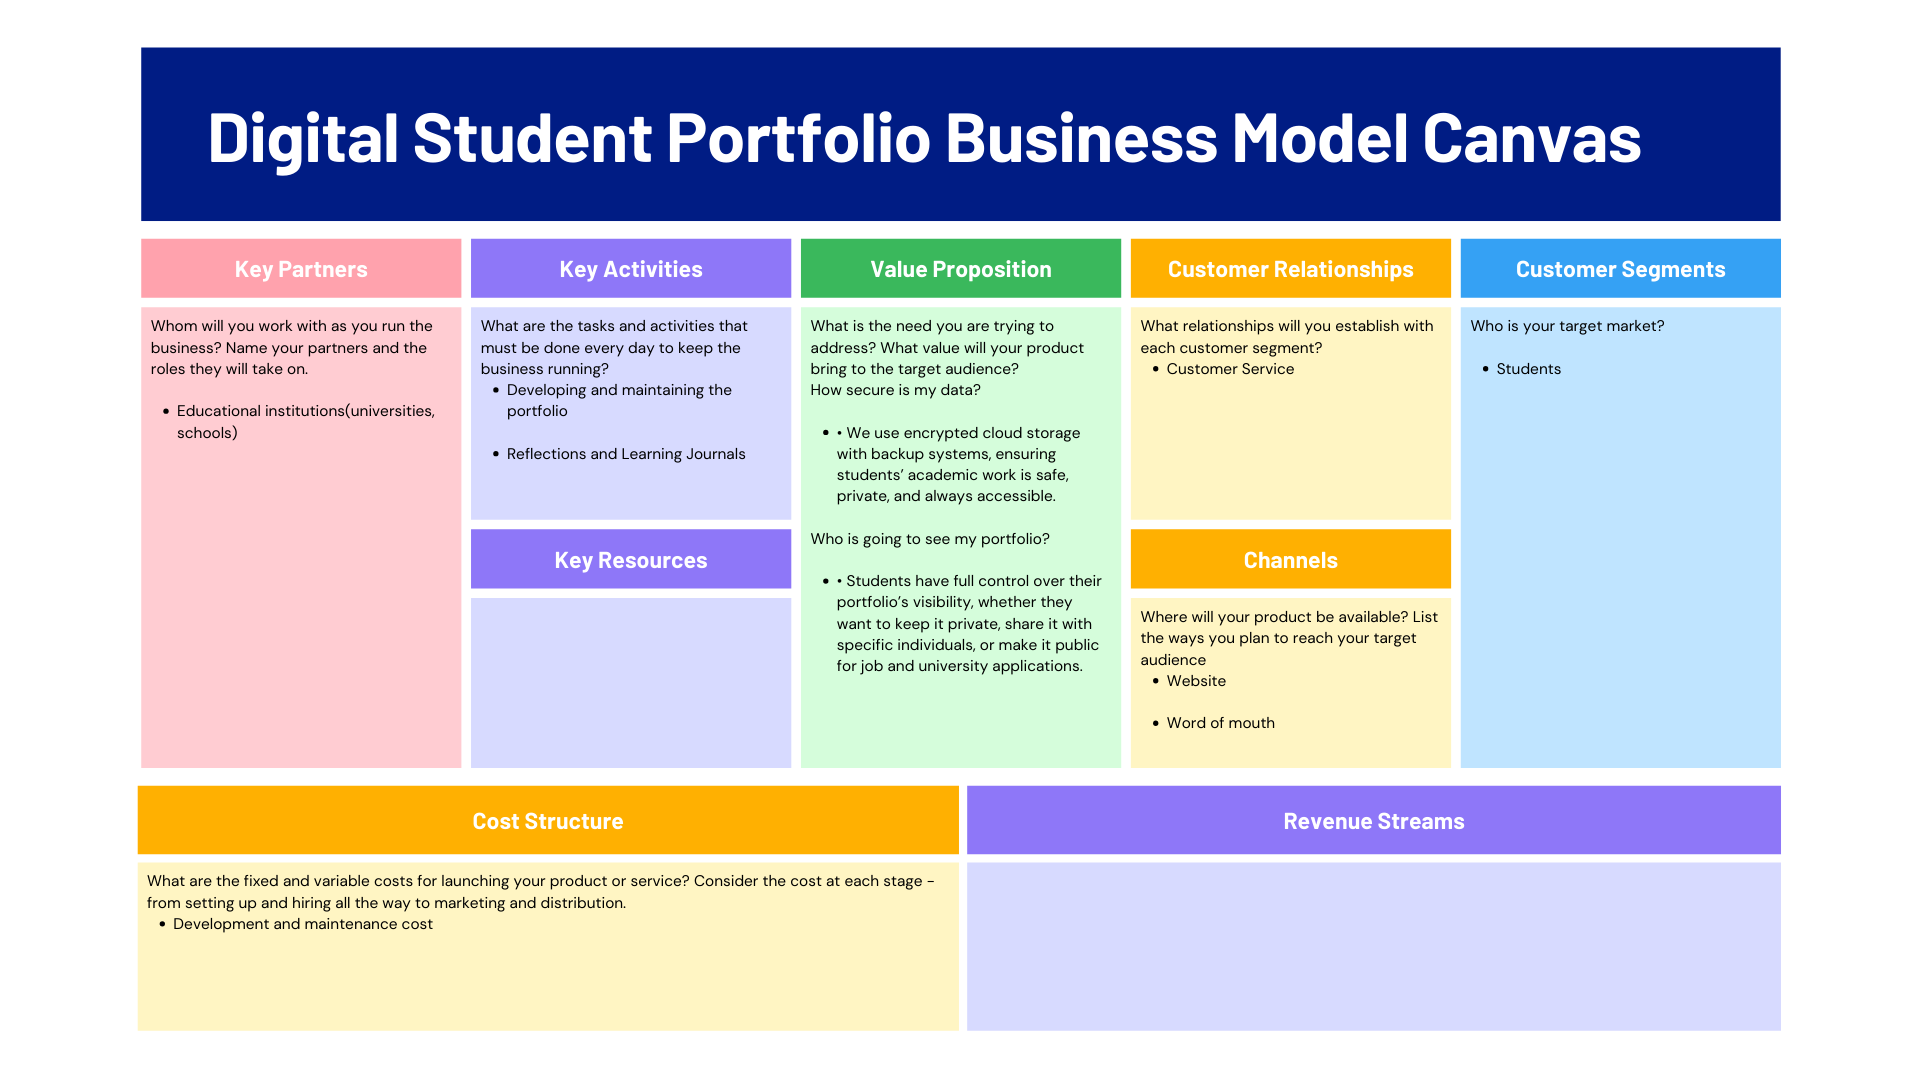 Digital Student Portfolio Business Model Canvas
Key Partners
Whom will you work with as you run the
business? Name your partners and the
roles they will take on.
• Educational institutions(universities,
schools)
Key Activities
What are the tasks and activities that
must be done every day to keep the
business running?
• Developing and maintaining the
portfolio
• Reflections and Learning Journals
Key Resources
Value Proposition
What is the need you are trying to
address? What value will your product
bring to the target audience?
How secure is my data?
• • We use encrypted cloud storage
with backup systems, ensuring
students’ academic work is safe,
private, and always accessible.
Who is going to see my portfolio?
• • Students have full control over their
portfolio’s visibility, whether they
want to keep it private, share it with
specific individuals, or make it public
for job and university applications.
Customer Relationships
What relationships will you establish with
each customer segment?
• Customer Service
Channels
Where will your product be available? List
the ways you plan to reach your target
audience
• Website
• Word of mouth
Customer Segments
Who is your target market?
• Students
Cost Structure
What are the fixed and variable costs for launching your product or service? Consider the cost at each stage -
from setting up and hiring all the way to marketing and distribution.
• Development and maintenance cost
Revenue Streams